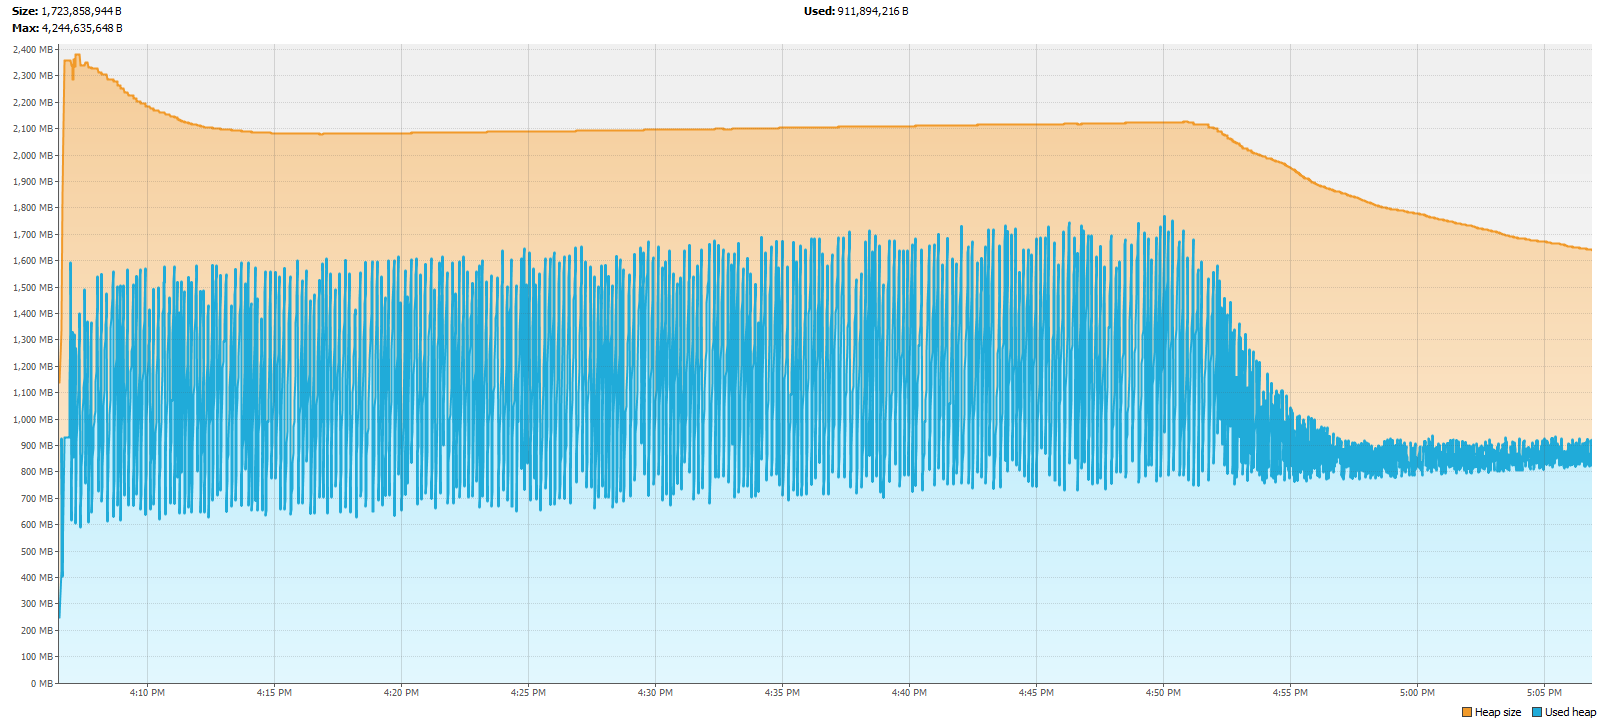 Size: 1,723,858,944 B
Used: 911,894,216 B
Max: 4,244,635,648 B
2,400 MB
2,300 MB
2,200 MB
2,100 MB
2,000 MB
1,900 MB
1,800 MB
1,700 MB
1,600 MB
1,500 MB
1,400 MB
1,300 MB
1,200 MB
1,100 MB
1,000 MB
900 MB
800 MB
700 MB
600 MB
500 MB
400 MB
300 MB
200 MB
100 MB
0 MB
4:10 PM 4:15 PM 4:20 PM 4:25 PM 4:30 PM 4:35 PM 4:40 PM 4:45 PM 4:50 PM 4:55 PM 5:00 PM 5:05 PM
Heap size Used heap